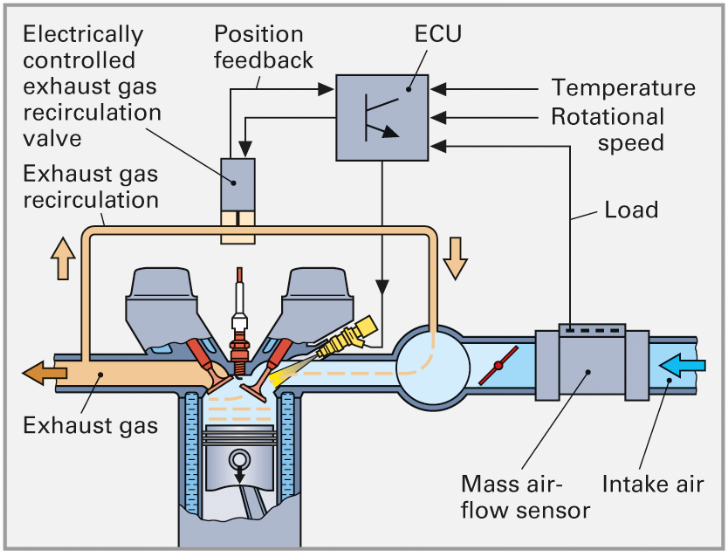 Electrically
controlled
exhaust gas
recirculation
valve
Position
feedback
ECU
Temperature
Rotational
speed
Exhaust gas
recirculation
Load
Exhaust gas
Mass air-
flow sensor
Intake air